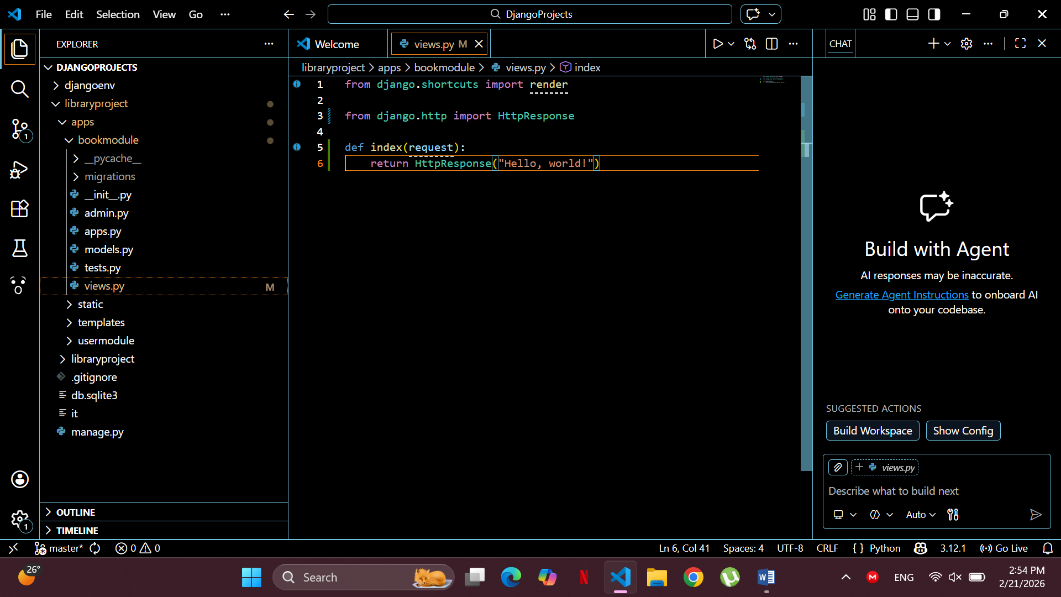 File Edit Selection View Go ···
DjangoProjects
EXPLORER ···
DJANGOPROJECTS
djangoenv
libraryproject
apps
bookmodule
__pycache__
migrations
__init__.py
admin.py
apps.py
models.py
tests.py
views.py M
static
templates
usermodule
libraryproject
.gitignore
db.sqlite3
it
manage.py
OUTLINE
TIMELINE
Welcome
views.py M
libraryproject > apps > bookmodule > views.py > index
1 from django.shortcuts import render
2
3 from django.http import HttpResponse
4
5 def index(request):
6 return HttpResponse("Hello, world!")
CHAT
Build with Agent
AI responses may be inaccurate.
Generate Agent Instructions to onboard AI
onto your codebase.
SUGGESTED ACTIONS
Build Workspace Show Config
views.py
Describe what to build next
Auto
1
1
master* 0 0 Ln 6, Col 41 Spaces: 4 UTF-8 CRLF { } Python 3.12.1 Go Live
26°
Search
ENG
2:54 PM
2/21/2026